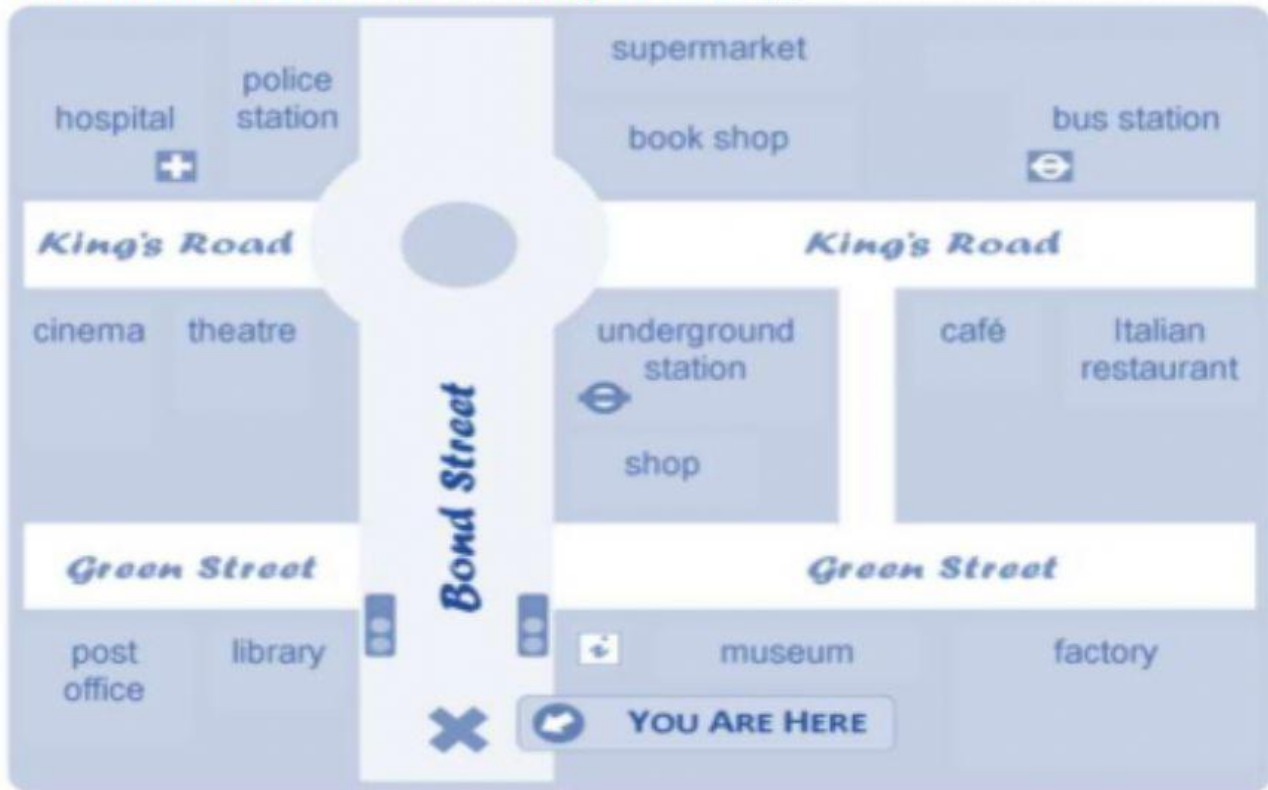 supermarket
police
station
hospital
bus station
book shop
King's Road
King's Road
cinema
theatre
underground
station
café
Italian
restaurant
Bond Street
shop
Green Street
Green Street
post
office
library
i
museum
factory
YOU ARE HERE